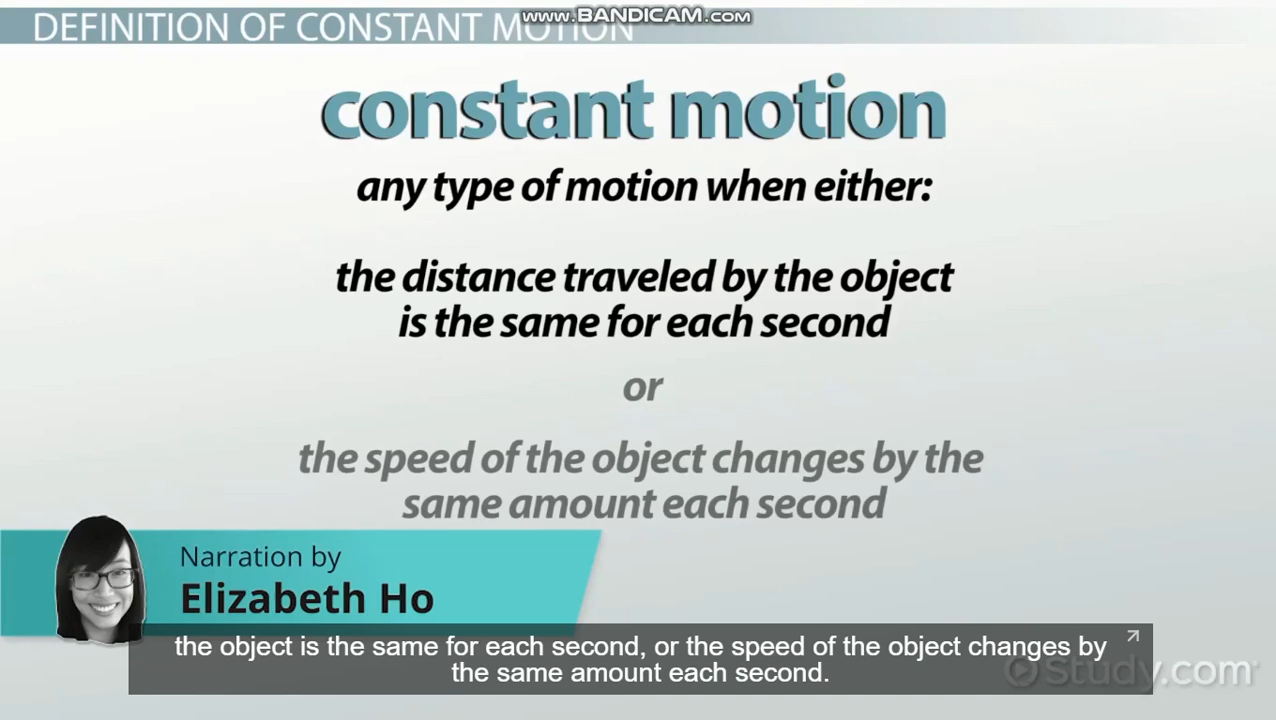 DEFINITION OF CONSTANT MOTION
www.BANDICAM.com
constant motion
any type of motion when either:
the distance traveled by the object
is the same for each second
or
the speed of the object changes by the
same amount each second
Narration by
Elizabeth Ho
the object is the same for each second, or the speed of the object changes by
the same amount each second.
Study.com